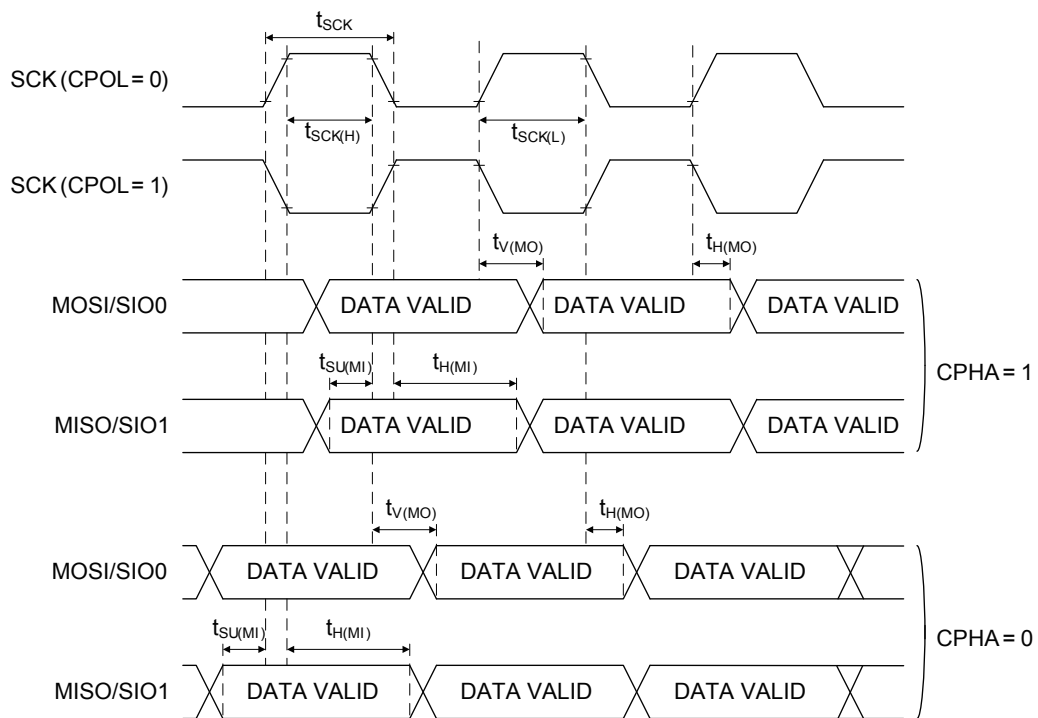 tSCK
SCK (CPOL = 0)
tSCK(H)
tSCK(L)
SCK (CPOL = 1)
tV(MO)
tH(MO)
MOSI/SIO0
DATA VALID
DATA VALID
DATA VALID
tSU(MI)
tH(MI)
CPHA = 1
MISO/SIO1
DATA VALID
DATA VALID
DATA VALID
tV(MO)
tH(MO)
MOSI/SIO0
DATA VALID
DATA VALID
DATA VALID
tSU(MI)
tH(MI)
CPHA = 0
MISO/SIO1
DATA VALID
DATA VALID
DATA VALID